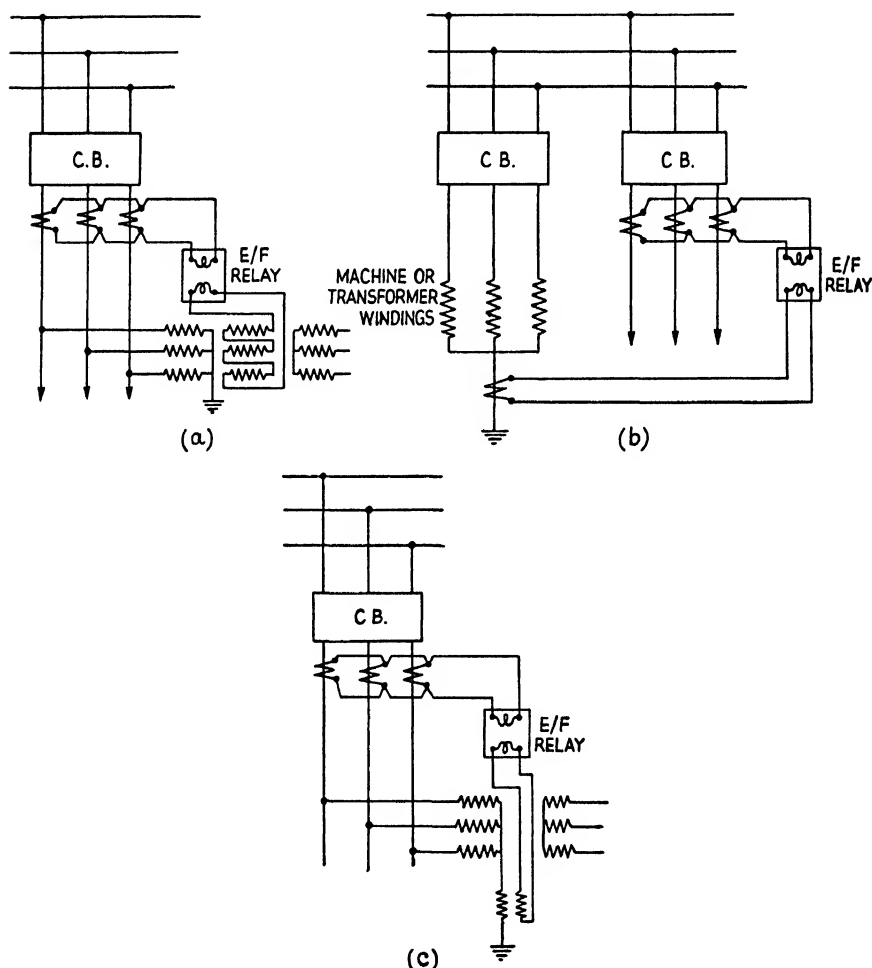 C.B.
E/F
RELAY
(a)
C B.
C B.
MACHINE OR
TRANSFORMER
WINDINGS
E/F
RELAY
(b)
C B.
E/F
RELAY
(c)